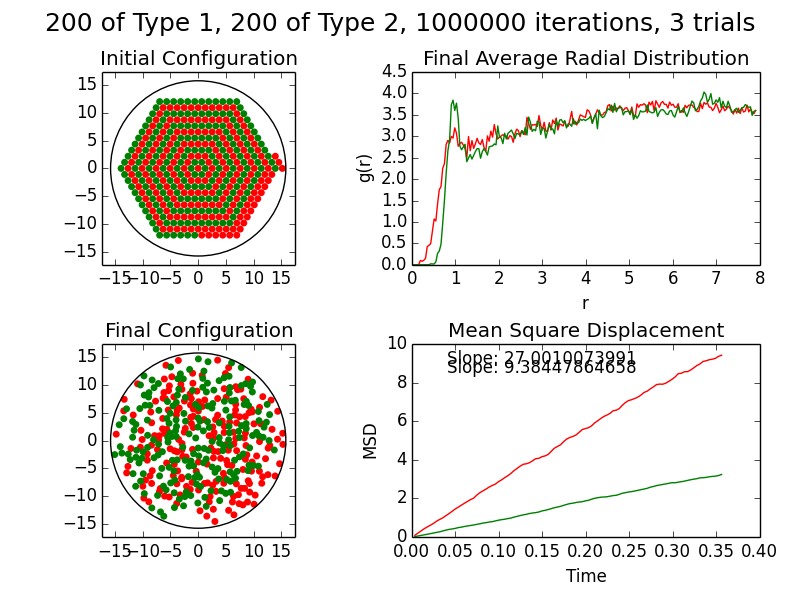 200 of Type 1, 200 of Type 2, 1000000 iterations, 3 trials
Initial Configuration
15
10
5
0
−5
−10
−15
−15−10−5 0 5 10 15
Final Average Radial Distribution
4.5
4.0
3.5
3.0
2.5
2.0
1.5
1.0
0.5
0.0
g(r)
0 1 2 3 4 5 6 7 8
r
Final Configuration
15
10
5
0
−5
−10
−15
−15−10−5 0 5 10 15
Mean Square Displacement
Slope: 27.0010073991
Slope: 9.38447864658
10
8
6
4
2
0
MSD
0.00 0.05 0.10 0.15 0.20 0.25 0.30 0.35 0.40
Time